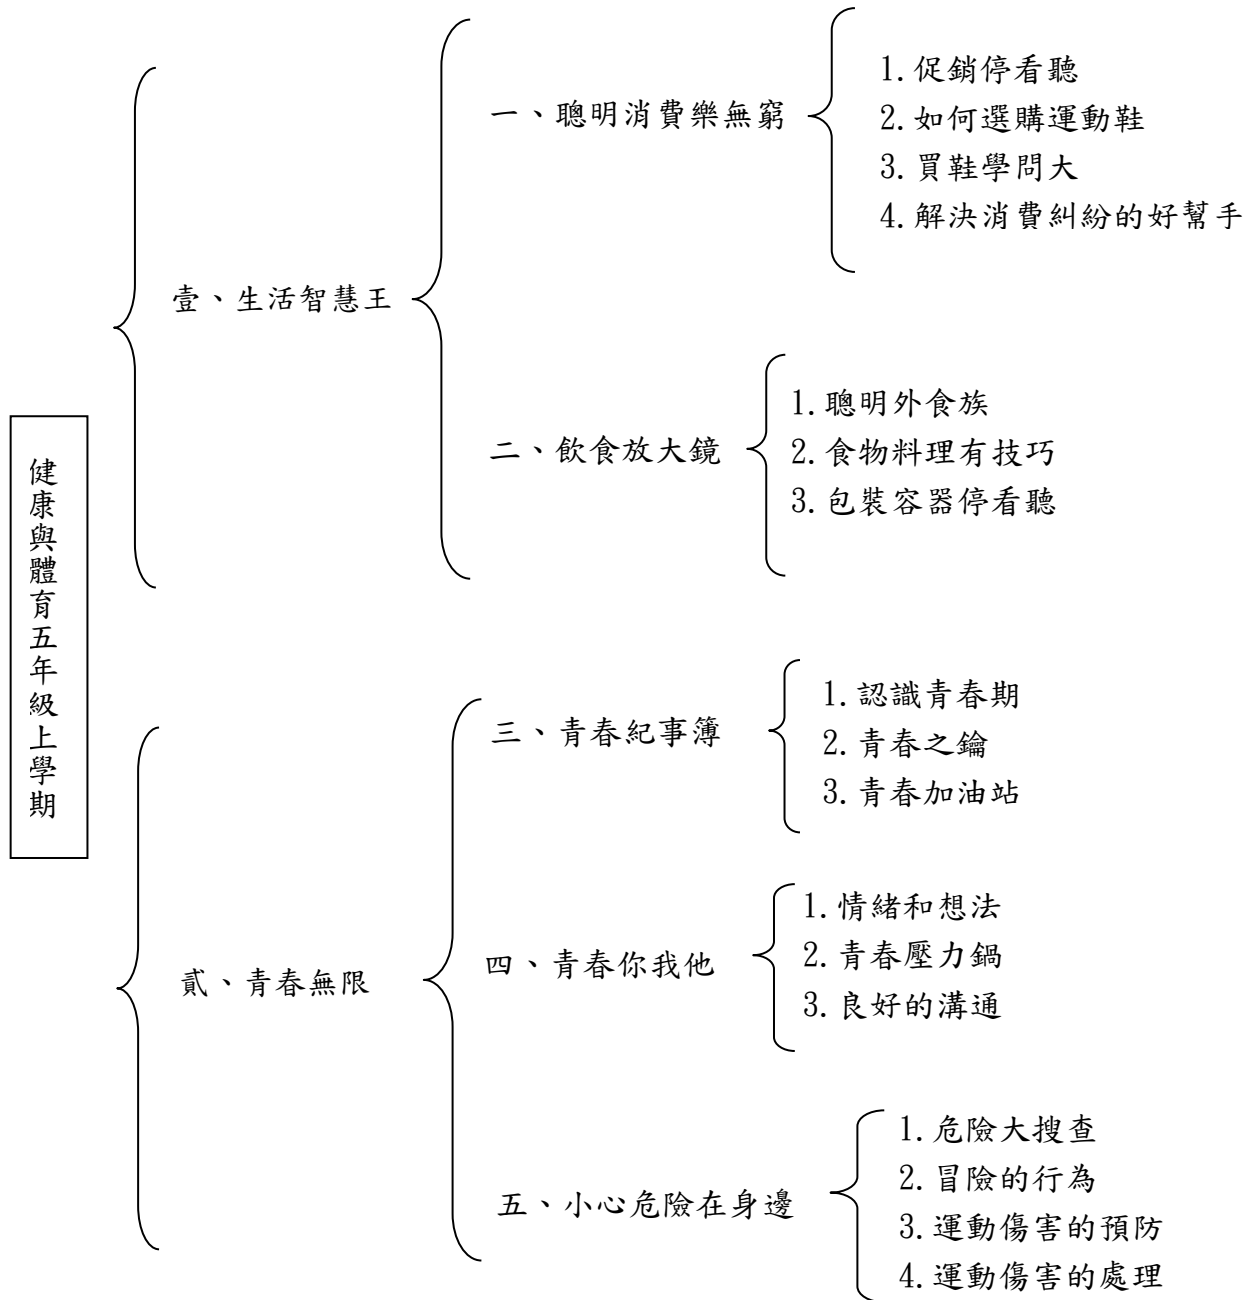 健康與體育五年級上學期
壹、生活智慧王
一、聰明消費樂無窮
1.促銷停看聽
2.如何選購運動鞋
3.買鞋學問大
4.解決消費糾紛的好幫手
二、飲食放大鏡
1.聰明外食族
2.食物料理有技巧
3.包裝容器停看聽
貳、青春無限
三、青春紀事簿
1.認識青春期
2.青春之鑰
3.青春加油站
四、青春你我他
1.情緒和想法
2.青春壓力鍋
3.良好的溝通
五、小心危險在身邊
1.危險大搜查
2.冒險的行為
3.運動傷害的預防
4.運動傷害的處理